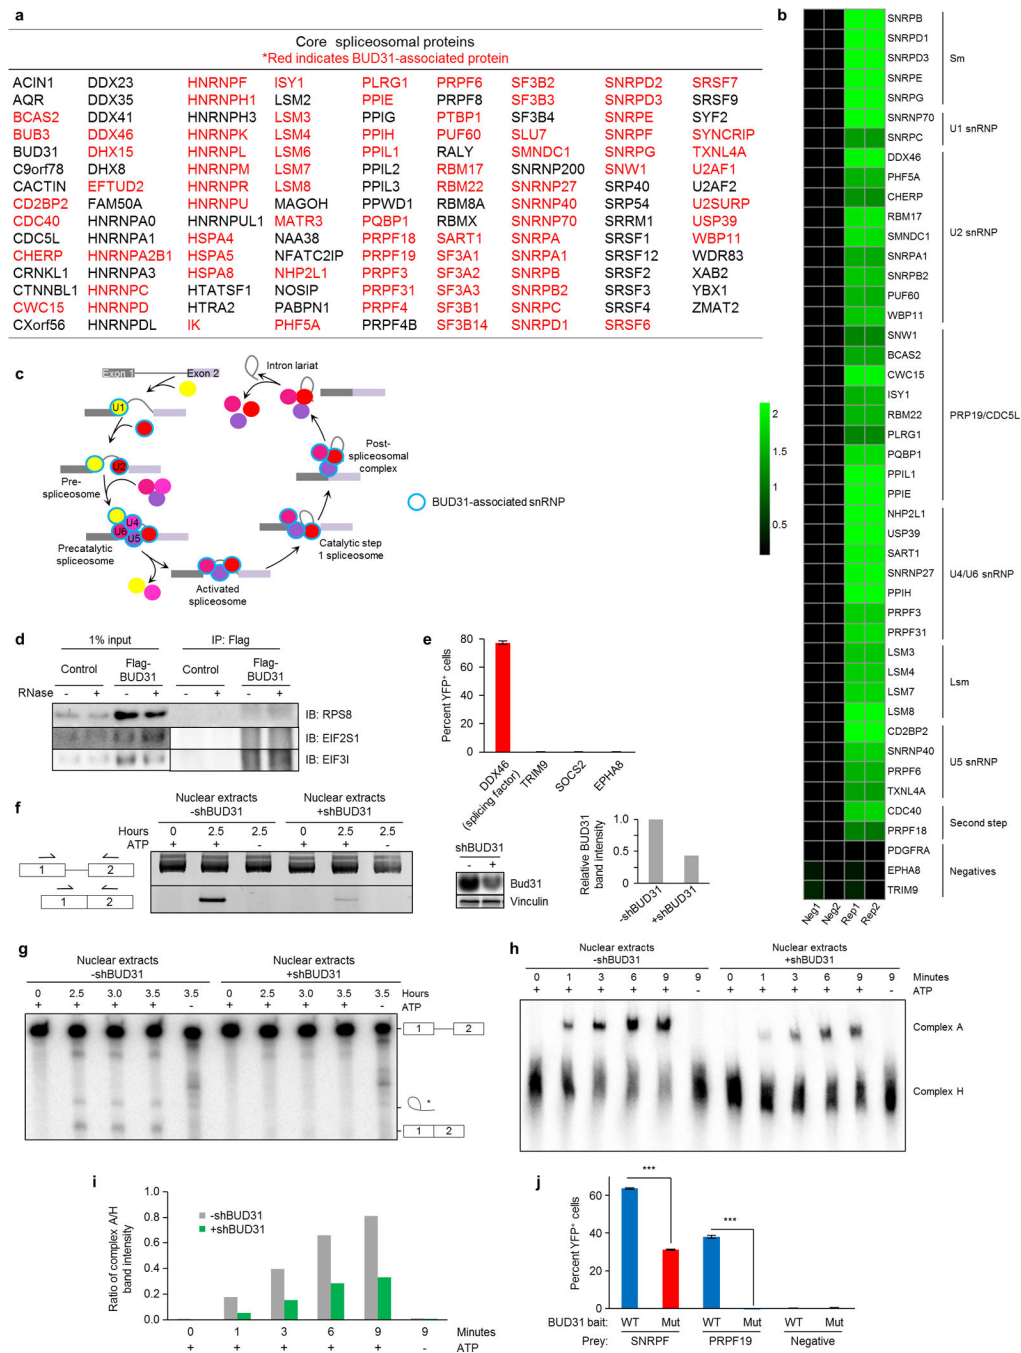 a
Core spliceosomal proteins
*Red indicates BUD31-associated protein
ACIN1 DDX23 HNRNPF ISY1 PLRG1 PRPF6 SF3B2 SNRPD2 SRSF7
AQR DDX35 HNRNPH1 LSM2 PPIE PRPF8 SF3B3 SNRPD3 SRSF9
BCAS2 DDX41 HNRNPH3 LSM3 PPIG PTBP1 SF3B4 SNRPE SYF2
BUB3 DDX46 HNRNPK LSM4 PPIH PUF60 SLU7 SNRPF SYNCRIP
BUD31 DHX15 HNRNPL LSM6 PPIL1 RALY SMNDC1 SNRPG TXNL4A
C9orf78 DHX8 HNRNPM LSM7 PPIL2 RBM17 SNRNP200 SNW1 U2AF1
CACTIN EFTUD2 HNRNPR LSM8 PPIL3 RBM22 SNRNP27 SRP40 U2AF2
CD2BP2 FAM50A HNRNPU MAGOH PPWD1 RBM8A SNRNP40 SRP54 U2SURP
CDC40 HNRNPA0 HNRNPUL1 MATR3 PQBP1 RBMX SNRNP70 SRRM1 USP39
CDC5L HNRNPA1 HSPA4 NAA38 PRPF18 SART1 SNRPA SRSF1 WBP11
CHERP HNRNPA2B1 HSPA5 NFATC2IP PRPF19 SF3A1 SNRPA1 SRSF12 WDR83
CRNKL1 HNRNPA3 HSPA8 NHP2L1 PRPF3 SF3A2 SNRPB SRSF2 XAB2
CTNNBL1 HNRNPC HTATSF1 NOSIP PRPF31 SF3A3 SNRPB2 SRSF3 YBX1
CWC15 HNRNPD HTRA2 PABPN1 PRPF4 SF3B1 SNRPC SRSF4 ZMAT2
CXorf56 HNRNPDL IK PHF5A PRPF4B SF3B14 SNRPD1 SRSF6
b
SNRPB
SNRPD1
SNRPD3
SNRPE
SNRPG
Sm
SNRNP70
SNRPC
U1 snRNP
DDX46
PHF5A
CHERP
RBM17
SMNDC1
SNRPA1
SNRPB2
PUF60
WBP11
U2 snRNP
SNW1
BCAS2
CWC15
ISY1
RBM22
PLRG1
PQBP1
PPIL1
PPIE
PRP19/CDC5L
NHP2L1
USP39
SART1
SNRNP27
PPIH
PRPF3
PRPF31
U4/U6 snRNP
LSM3
LSM4
LSM7
LSM8
Lsm
CD2BP2
SNRNP40
PRPF6
TXNL4A
U5 snRNP
CDC40
PRPF18
Second step
PDGFRA
EPHA8
TRIM9
Negatives
Neg1 Neg2 Rep1 Rep2
2
1.5
1
0.5
c
Exon 1 Exon 2
U1
U2
Pre-
spliceosome
U4
U6
U5
Precatalytic
spliceosome
Activated
spliceosome
Catalytic step
1 spliceosome
Post-
spliceosomal
complex
Intron lariat
BUD31-associated snRNP
d
1% input IP: Flag
Control Flag-
BUD31 Control Flag-
BUD31
RNase - + - + - + - +
IB: RPS8
IB: EIF2S1
IB: EIF3I
e
Percent YFP+ cells
80
60
40
20
0
DDX46
(splicing factor)
TRIM9
SOCS2
EPHA8
f
Nuclear extracts
-shBUD31
Nuclear extracts
+shBUD31
Hours
0 2.5 2.5 0 2.5 2.5
ATP
+ + - + + -
1 2
1 2
shBUD31
- +
Bud31
Vinculin
Relative BUD31
band intensity
1.0
0.8
0.6
0.4
0.2
0.0
-shBUD31
+shBUD31
g
Nuclear extracts
-shBUD31
Nuclear extracts
+shBUD31
0 2.5 3.0 3.5 3.5 0 2.5 3.0 3.5 3.5 Hours
+ + + + - + + + + - ATP
1 2
*
1 2
h
Nuclear extracts
-shBUD31
Nuclear extracts
+shBUD31
0 1 3 6 9 9 0 1 3 6 9 9 Minutes
+ + + + + - + + + + + - ATP
Complex A
Complex H
i
Ratio of complex A/H
band intensity
1.0
0.8
0.6
0.4
0.2
0.0
-shBUD31
+shBUD31
0 1 3 6 9 9 Minutes
+ + + + + - ATP
j
Percent YFP+ cells
60
40
20
0
***
***
BUD31 bait: WT Mut WT Mut WT Mut
Prey: SNRPF PRPF19 Negative